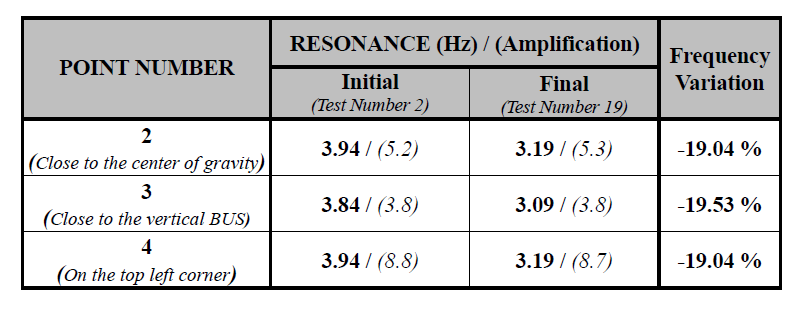 POINT NUMBER
RESONANCE (Hz) / (Amplification)
Frequency
Variation
Initial
(Test Number 2)
Final
(Test Number 19)
2
(Close to the center of gravity)
3.94 / (5.2)
3.19 / (5.3)
-19.04 %
3
(Close to the vertical BUS)
3.84 / (3.8)
3.09 / (3.8)
-19.53 %
4
(On the top left corner)
3.94 / (8.8)
3.19 / (8.7)
-19.04 %